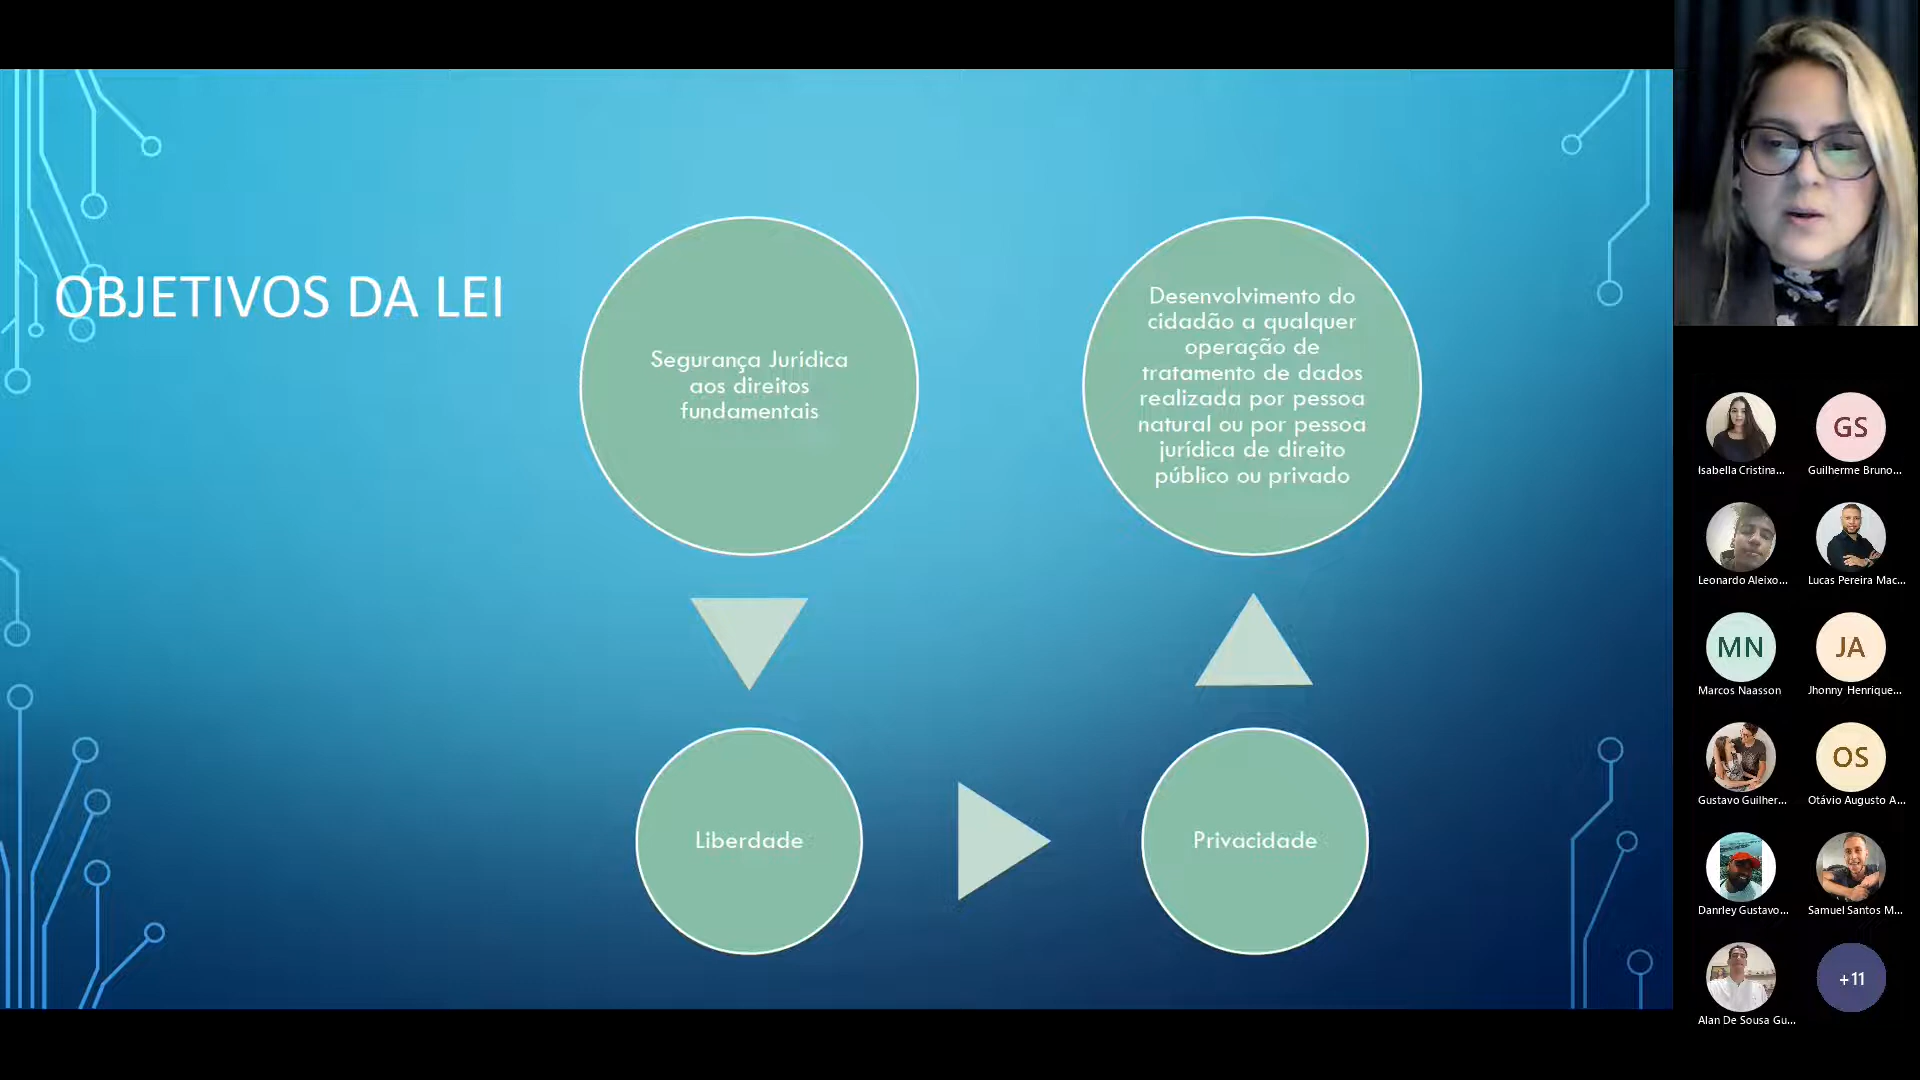 OBJETIVOS DA LEI
Segurança Jurídica
aos direitos
fundamentais
Desenvolvimento do
cidadão a qualquer
operação de
tratamento de dados
realizada por pessoa
natural ou por pessoa
jurídica de direito
público ou privado
Liberdade
Privacidade
GS
Isabella Cristina...
Guilherme Bruno...
Leonardo Aleixo...
Lucas Pereira Mac...
MN
JA
Marcos Naasson
Jhonny Henrique...
OS
Gustavo Guilher...
Otávio Augusto A...
Danrley Gustavo...
Samuel Santos M...
+11
Alan De Sousa Gu...